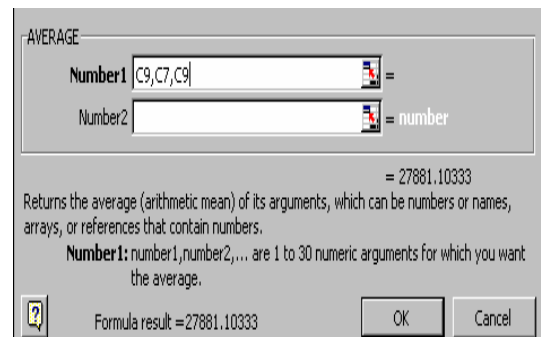 AVERAGE
Number1 C9,C7,C9 =
Number2 = number
= 27881.10333
Returns the average (arithmetic mean) of its arguments, which can be numbers or names,
arrays, or references that contain numbers.
Number1: number1,number2,... are 1 to 30 numeric arguments for which you want
the average.
? Formula result =27881.10333 OK Cancel